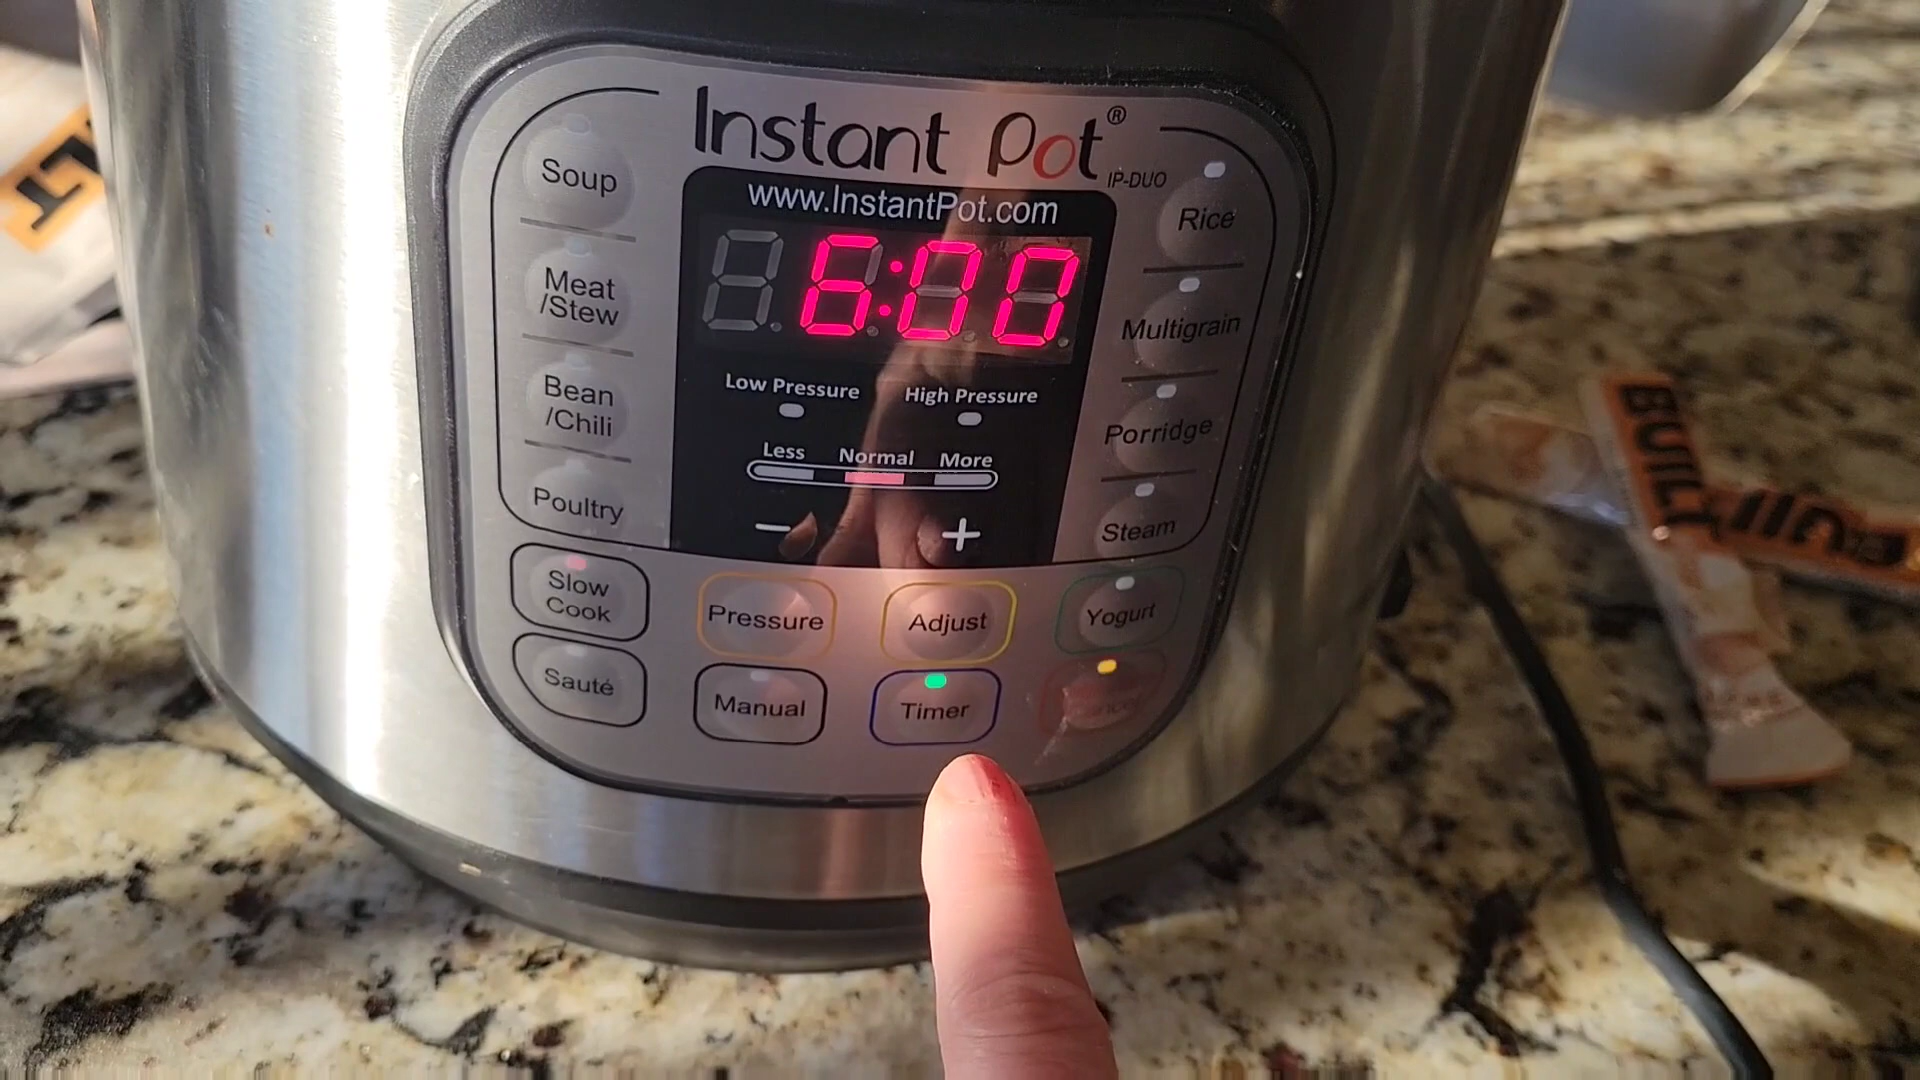 Instant Pot®
IP-DUO
www.InstantPot.com
6:00
Low Pressure
High Pressure
Less
Normal
More
−
+
Soup
Meat
/Stew
Bean
/Chili
Poultry
Slow
Cook
Sauté
Pressure
Manual
Adjust
Timer
Rice
Multigrain
Porridge
Steam
Yogurt
LT
BUILT